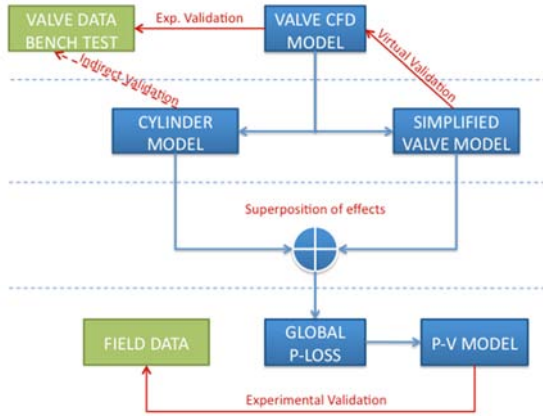 VALVE DATA
BENCH TEST
Exp. Validation
VALVE CFD
MODEL
Virtual Validation
Indirect Validation
CYLINDER
MODEL
SIMPLIFIED
VALVE MODEL
Superposition of effects
FIELD DATA
GLOBAL
P-LOSS
P-V MODEL
Experimental Validation